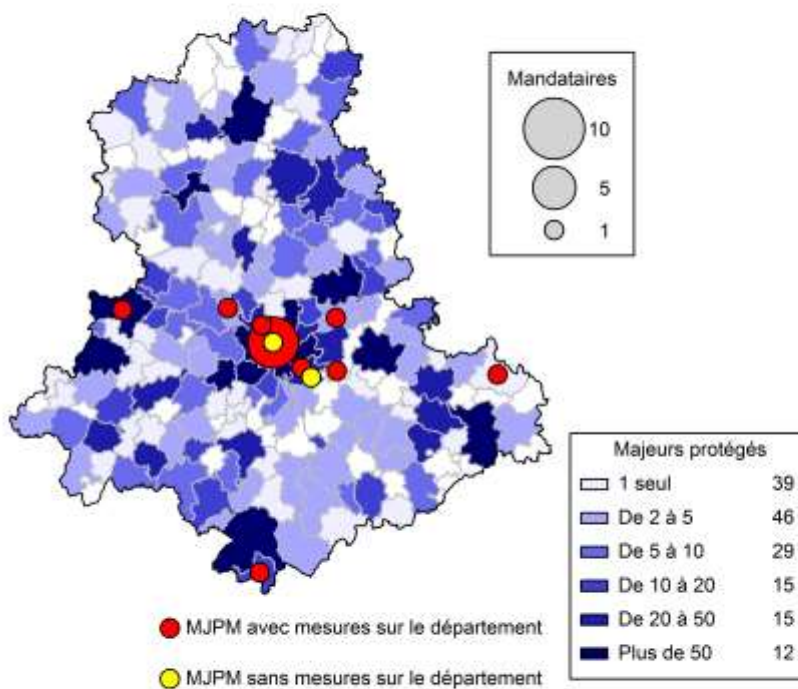 Mandataires
10
5
1
Majeurs protégés
1 seul 39
De 2 à 5 46
De 5 à 10 29
De 10 à 20 15
De 20 à 50 15
Plus de 50 12
MJPM avec mesures sur le département
MJPM sans mesures sur le département